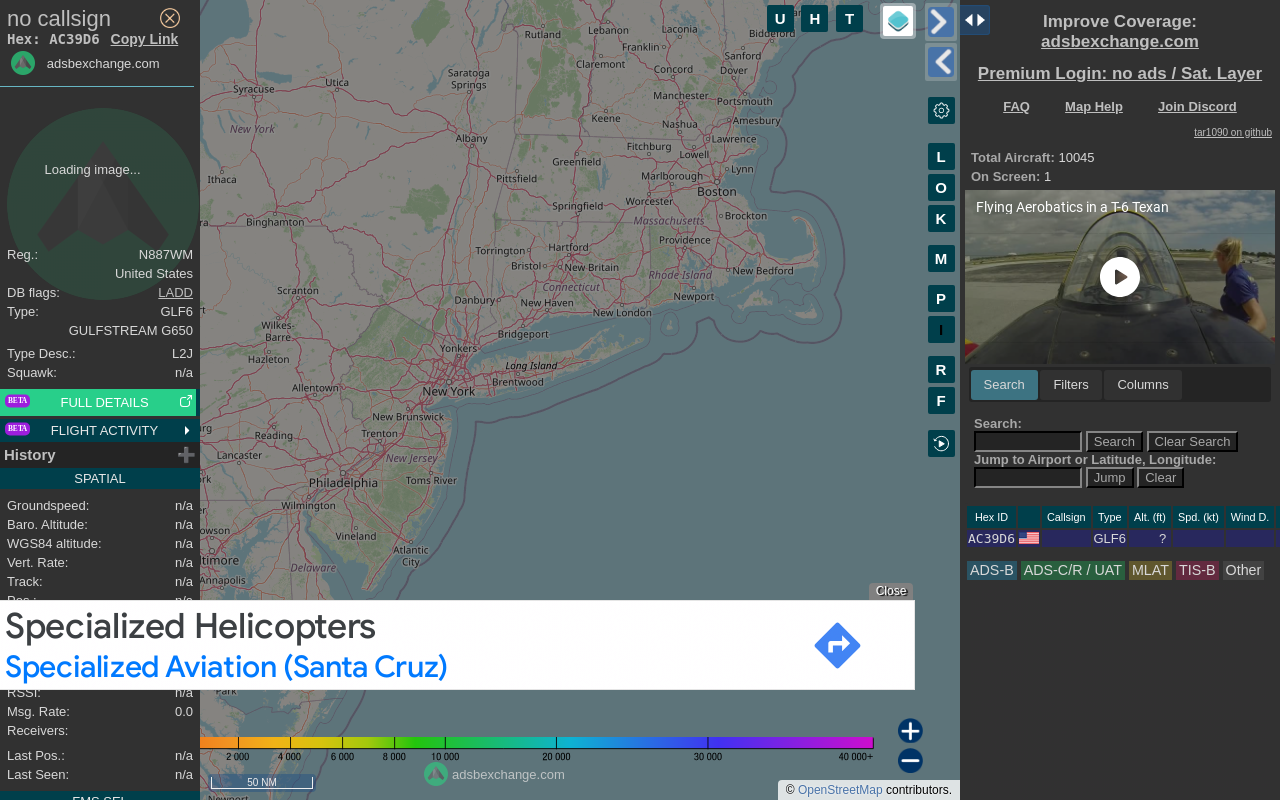 no callsign
Hex: AC39D6 Copy Link
adsbexchange.com
Loading image...
Reg.: N887WM
United States
DB flags: LADD
Type: GLF6
GULFSTREAM G650
Type Desc.: L2J
Squawk: n/a
BETA FULL DETAILS
BETA FLIGHT ACTIVITY
History
SPATIAL
Groundspeed: n/a
Baro. Altitude: n/a
WGS84 altitude: n/a
Vert. Rate: n/a
Track: n/a
Pos.: n/a
RSSI: n/a
Msg. Rate: 0.0
Receivers:
Last Pos.: n/a
Last Seen: n/a
FMS SEL
U H T
L
O
K
M
P
I
R
F
Rutland
Lebanon
Laconia
Biddeford
Franklin
Claremont
Sanford
Concord
Dover
Utica
Saratoga
Springs
Syracuse
Manchester
Portsmouth
Keene
Nashua
Amesbury
New York
Albany
Fitchburg
Lawrence
Greenfield
Lowell
Lynn
Ithaca
Pittsfield
Marlborough
Boston
Worcester
Springfield
Massachusetts
Brockton
Binghamton
Providence
Torrington
Hartford
Bristol
New Britain
Rhode Island
New Bedford
Connecticut
Scranton
Danbury
New Haven
Newport
New London
Wilkes-
Barre
Bridgeport
Yonkers
Hazleton
Long Island
Brentwood
Allentown
New York
New Brunswick
Reading
Trenton
Lancaster
New Jersey
Philadelphia
Toms River
Wilmington
Vineland
Atlantic
City
Annapolis
Delaware
Close
Specialized Helicopters
Specialized Aviation (Santa Cruz)
Park
2 000 4 000 6 000 8 000 10 000 20 000 30 000 40 000+
adsbexchange.com
50 NM
Newport
© OpenStreetMap contributors.
Improve Coverage:
adsbexchange.com
Premium Login: no ads / Sat. Layer
FAQ Map Help Join Discord
tar1090 on github
Total Aircraft: 10045
On Screen: 1
Flying Aerobatics in a T-6 Texan
Search Filters Columns
Search:
Search Clear Search
Jump to Airport or Latitude, Longitude:
Jump Clear
Hex ID Callsign Type Alt. (ft) Spd. (kt) Wind D.
AC39D6 GLF6 ?
ADS-B ADS-C/R / UAT MLAT TIS-B Other